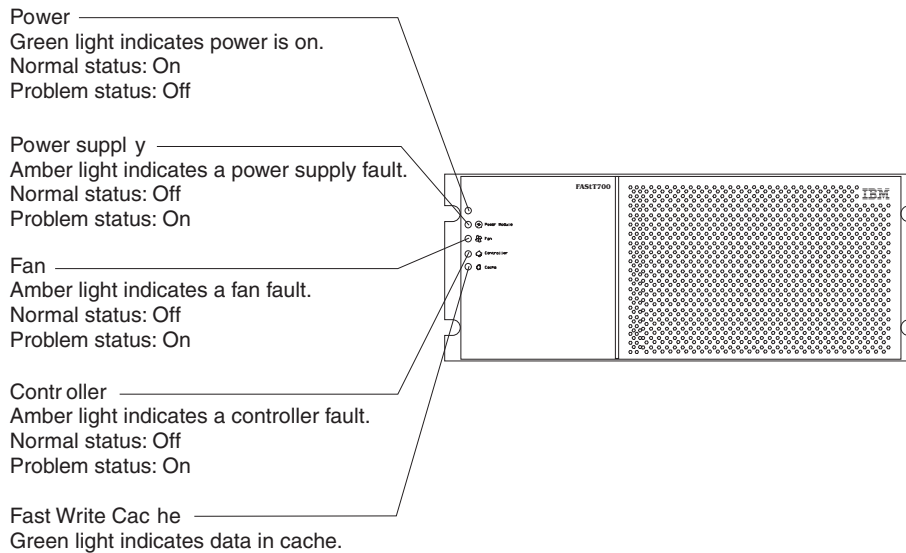 Power
Green light indicates power is on.
Normal status: On
Problem status: Off
Power suppl y
Amber light indicates a power supply fault.
Normal status: Off
Problem status: On
Fan
Amber light indicates a fan fault.
Normal status: Off
Problem status: On
Contr oller
Amber light indicates a controller fault.
Normal status: Off
Problem status: On
Fast Write Cac he
Green light indicates data in cache.
FAStT700
IBM
Power Module
Fan
Controller
Cache